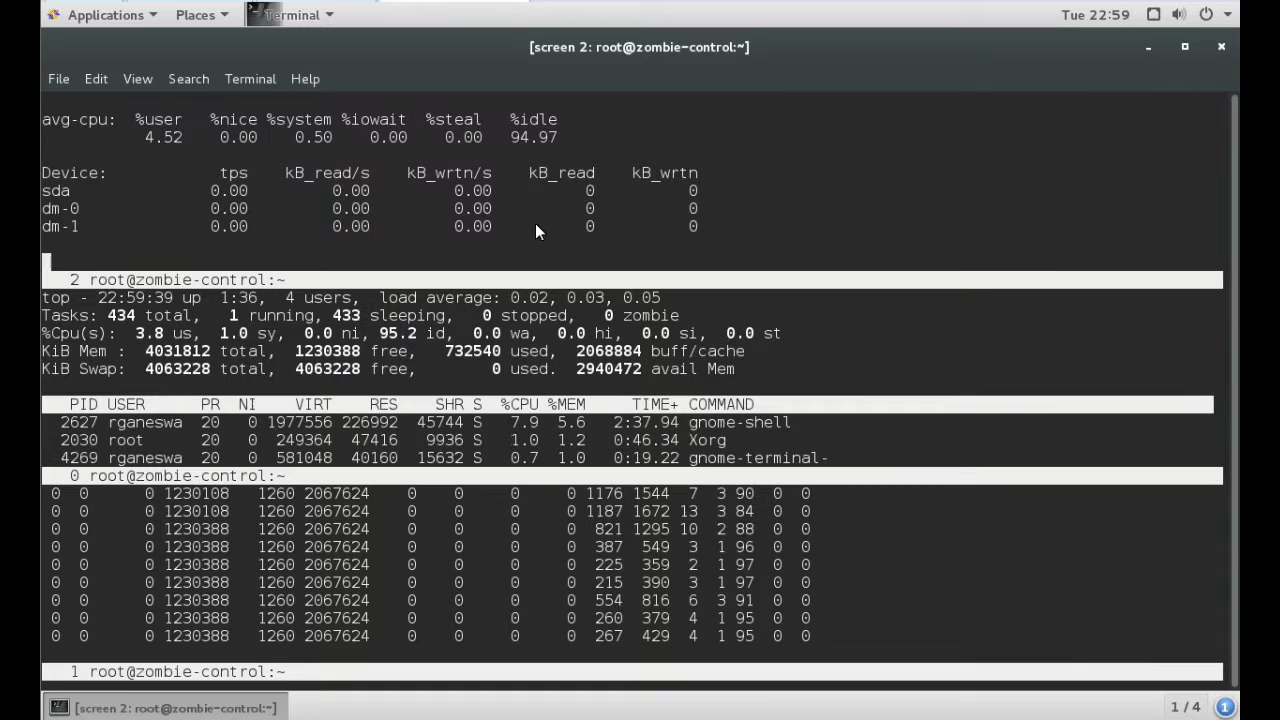 Applications Places Terminal Tue 22:59
[screen 2: root@zombie-control:~]
File Edit View Search Terminal Help
avg-cpu: %user %nice %system %iowait %steal %idle
4.52 0.00 0.50 0.00 0.00 94.97
Device: tps kB_read/s kB_wrtn/s kB_read kB_wrtn
sda 0.00 0.00 0.00 0 0
dm-0 0.00 0.00 0.00 0 0
dm-1 0.00 0.00 0.00 0 0
2 root@zombie-control:~
top - 22:59:39 up 1:36, 4 users, load average: 0.02, 0.03, 0.05
Tasks: 434 total, 1 running, 433 sleeping, 0 stopped, 0 zombie
%Cpu(s): 3.8 us, 1.0 sy, 0.0 ni, 95.2 id, 0.0 wa, 0.0 hi, 0.0 si, 0.0 st
KiB Mem : 4031812 total, 1230388 free, 732540 used, 2068884 buff/cache
KiB Swap: 4063228 total, 4063228 free, 0 used. 2940472 avail Mem
PID USER PR NI VIRT RES SHR S %CPU %MEM TIME+ COMMAND
2627 rganeswa 20 0 1977556 226992 45744 S 7.9 5.6 2:37.94 gnome-shell
2030 root 20 0 249364 47416 9936 S 1.0 1.2 0:46.34 Xorg
4269 rganeswa 20 0 581048 40160 15632 S 0.7 1.0 0:19.22 gnome-terminal-
0 root@zombie-control:~
0 0 0 1230108 1260 2067624 0 0 0 0 1176 1544 7 3 90 0 0
0 0 0 1230108 1260 2067624 0 0 0 0 1187 1672 13 3 84 0 0
0 0 0 1230388 1260 2067624 0 0 0 0 821 1295 10 2 88 0 0
0 0 0 1230388 1260 2067624 0 0 0 0 387 549 3 1 96 0 0
0 0 0 1230388 1260 2067624 0 0 0 0 225 359 2 1 97 0 0
0 0 0 1230388 1260 2067624 0 0 0 0 215 390 3 1 97 0 0
0 0 0 1230388 1260 2067624 0 0 0 0 554 816 6 3 91 0 0
0 0 0 1230388 1260 2067624 0 0 0 0 260 379 4 1 95 0 0
0 0 0 1230388 1260 2067624 0 0 0 0 267 429 4 1 95 0 0
1 root@zombie-control:~
[screen 2: root@zombie-control:~] 1 / 4 1